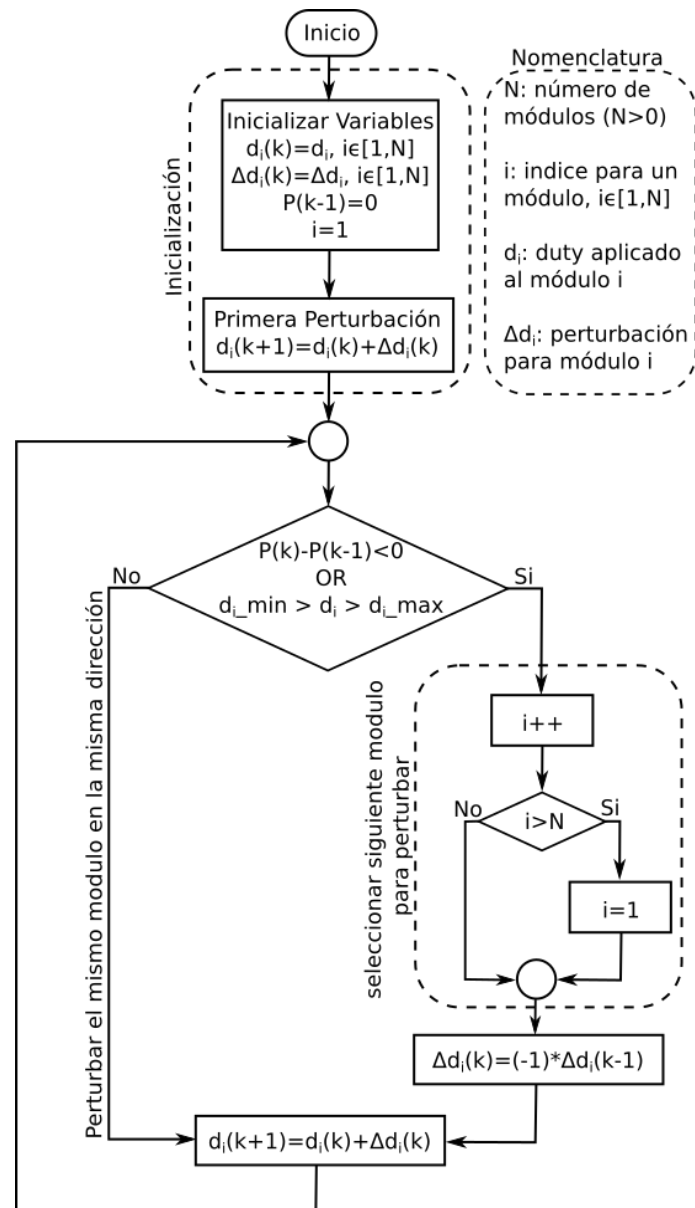 Inicio
Inicialización
Inicializar Variables
dᵢ(k)=dᵢ, iϵ[1,N]
Δdᵢ(k)=Δdᵢ, iϵ[1,N]
P(k-1)=0
i=1
Primera Perturbación
dᵢ(k+1)=dᵢ(k)+Δdᵢ(k)
Nomenclatura
N: número de
módulos (N>0)
i: indice para un
módulo, iϵ[1,N]
dᵢ: duty aplicado
al módulo i
Δdᵢ: perturbación
para módulo i
P(k)-P(k-1)<0
OR
dᵢ_min > dᵢ > dᵢ_max
No
Si
Perturbar el mismo modulo en la misma dirección
seleccionar siguiente modulo
para perturbar
i++
i>N
No
Si
i=1
Δdᵢ(k)=(-1)*Δdᵢ(k-1)
dᵢ(k+1)=dᵢ(k)+Δdᵢ(k)